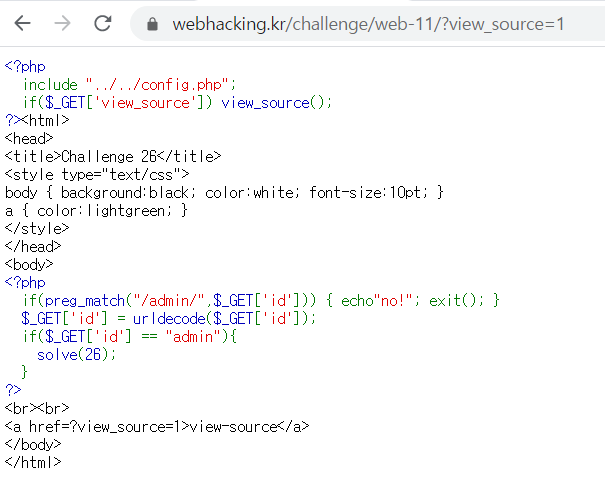 webhacking.kr/challenge/web-11/?view_source=1
<?php
  include "../../config.php";
  if($_GET['view_source']) view_source();
?><html>
<head>
<title>Challenge 26</title>
<style type="text/css">
body { background:black; color:white; font-size:10pt; }
a { color:lightgreen; }
</style>
</head>
<body>
<?php
  if(preg_match("/admin/",$_GET['id'])) { echo"no!"; exit(); }
  $_GET['id'] = urldecode($_GET['id']);
  if($_GET['id'] == "admin"){
    solve(26);
  }
?>
<br><br>
<a href=?view_source=1>view-source</a>
</body>
</html>